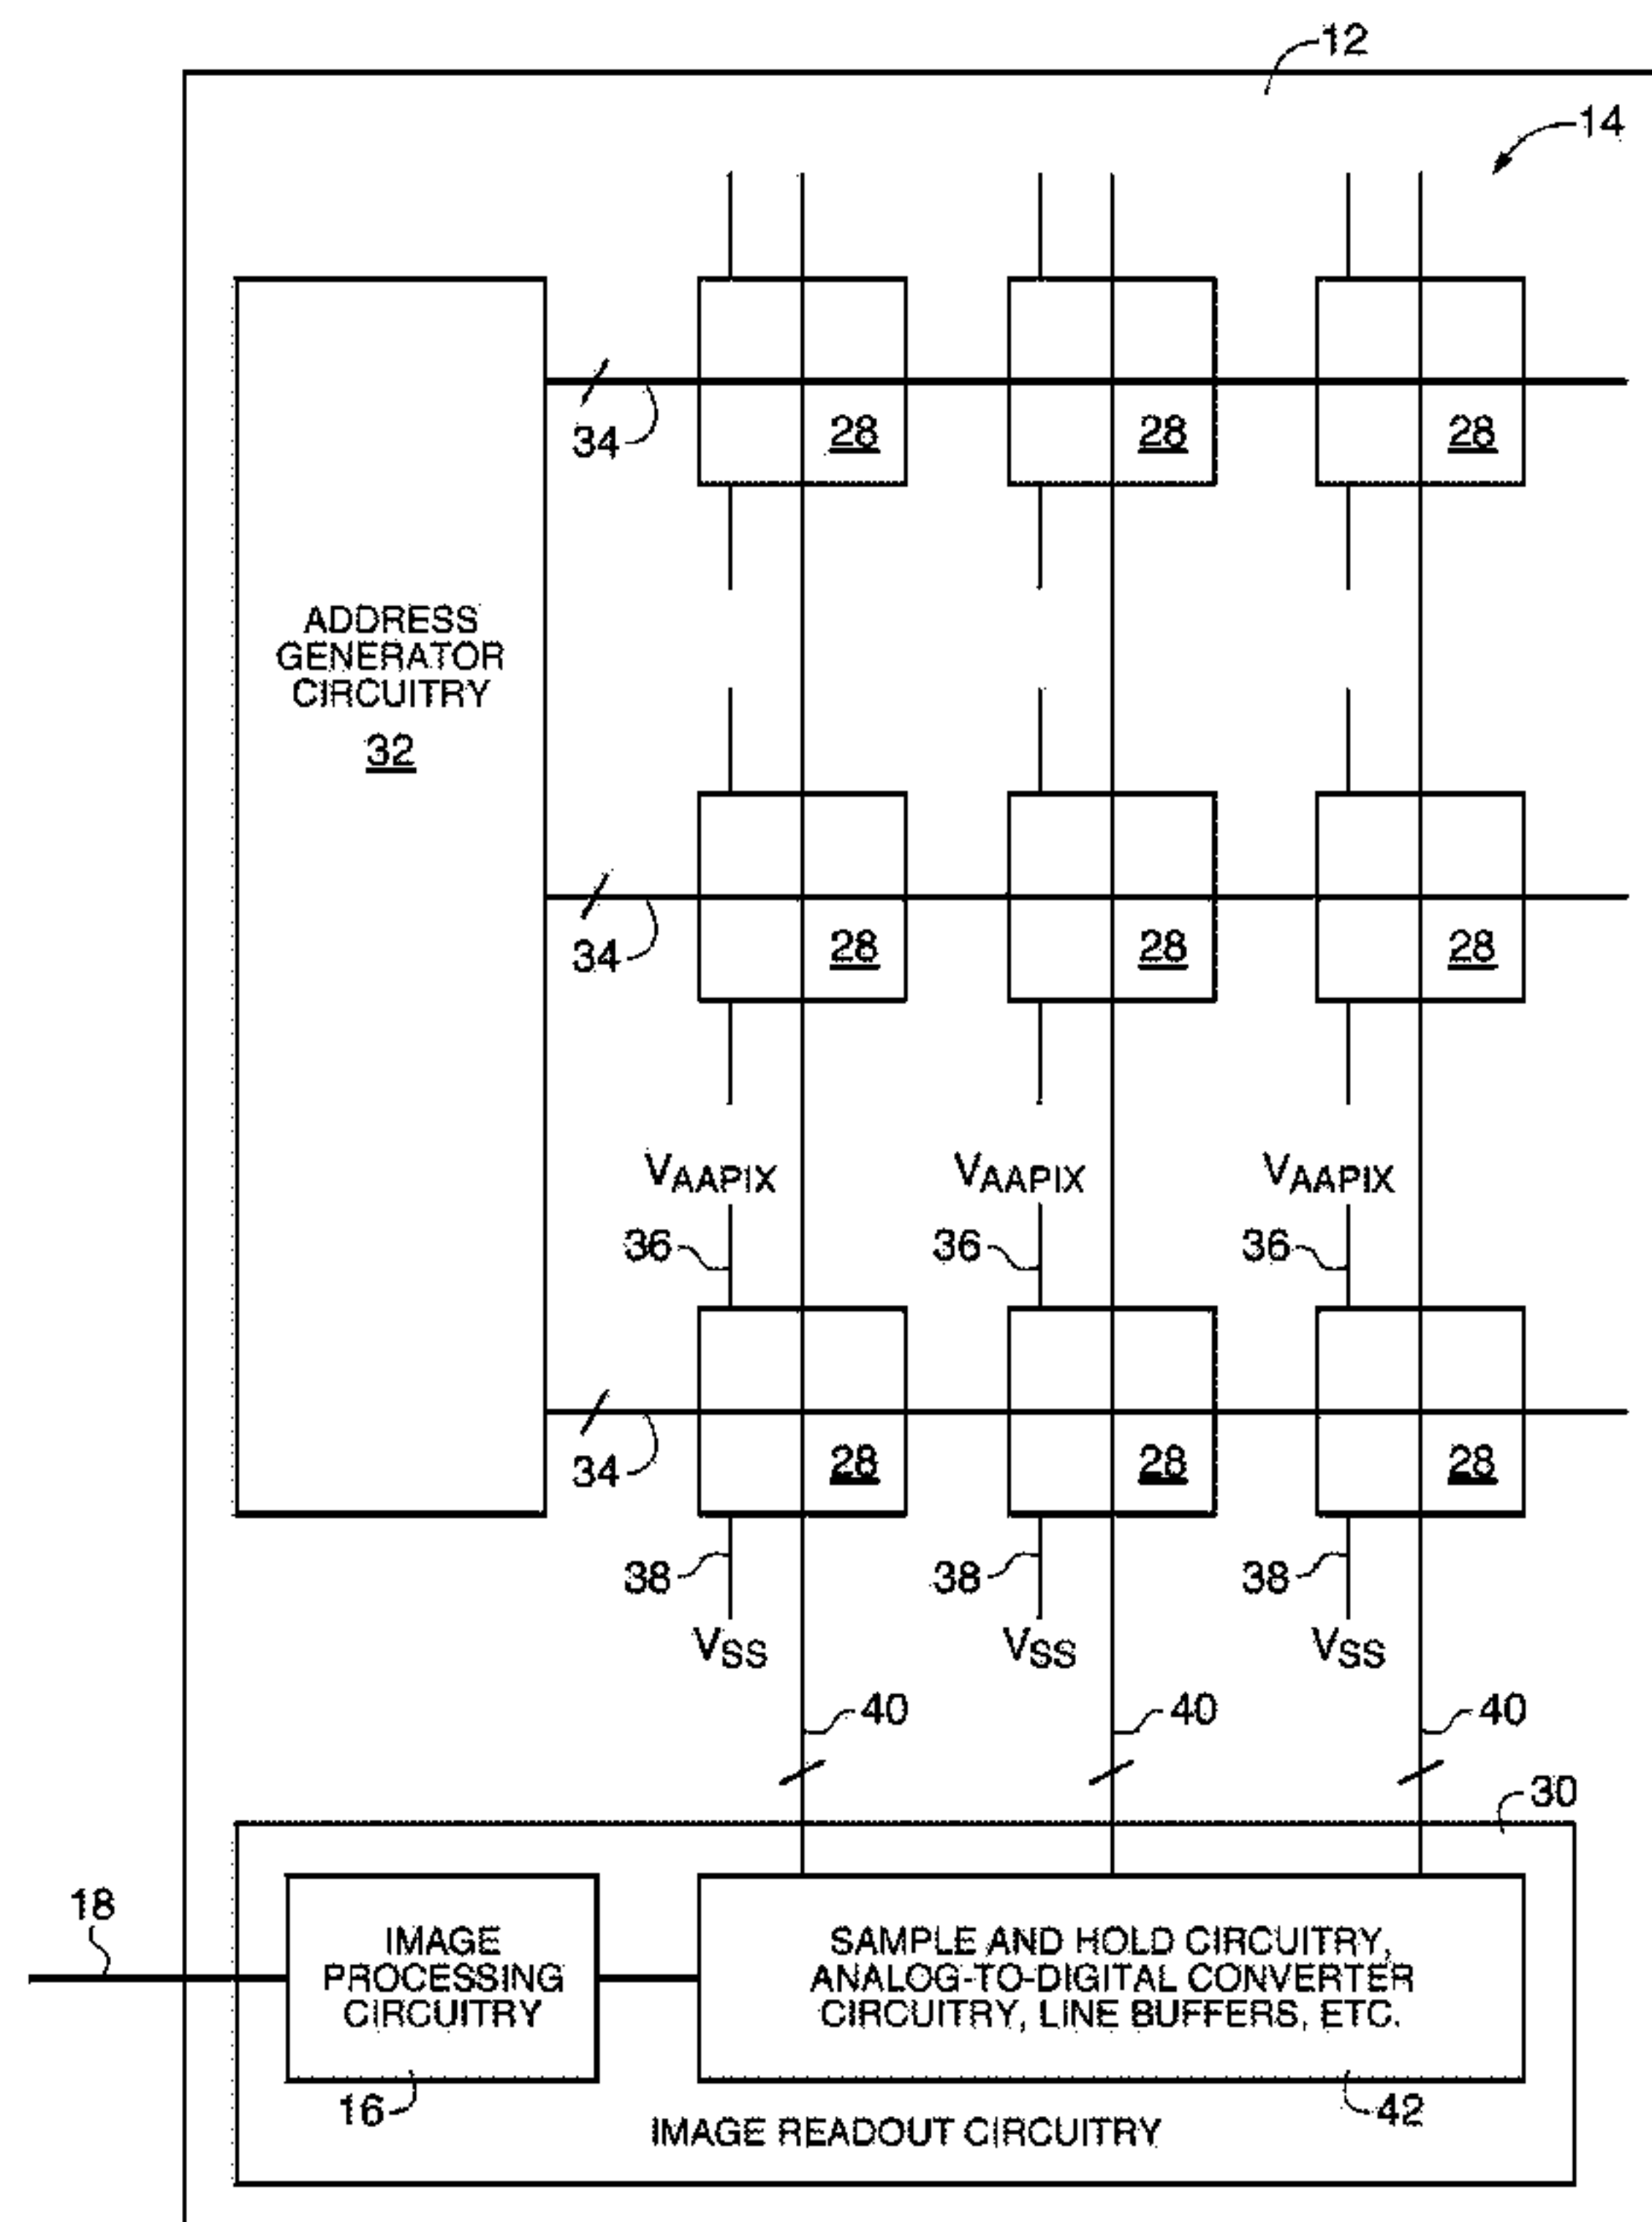 12
14
34 28 28 28
ADDRESS
GENERATOR
CIRCUITRY
32
34 28 28 28
VAAPIX VAAPIX VAAPIX
36 36 36
34 28 28 28
38 38 38
VSS VSS VSS
40 40 40
30
18
IMAGE
PROCESSING
CIRCUITRY
SAMPLE AND HOLD CIRCUITRY,
ANALOG-TO-DIGITAL CONVERTER
CIRCUITRY, LINE BUFFERS, ETC.
16
42
IMAGE READOUT CIRCUITRY